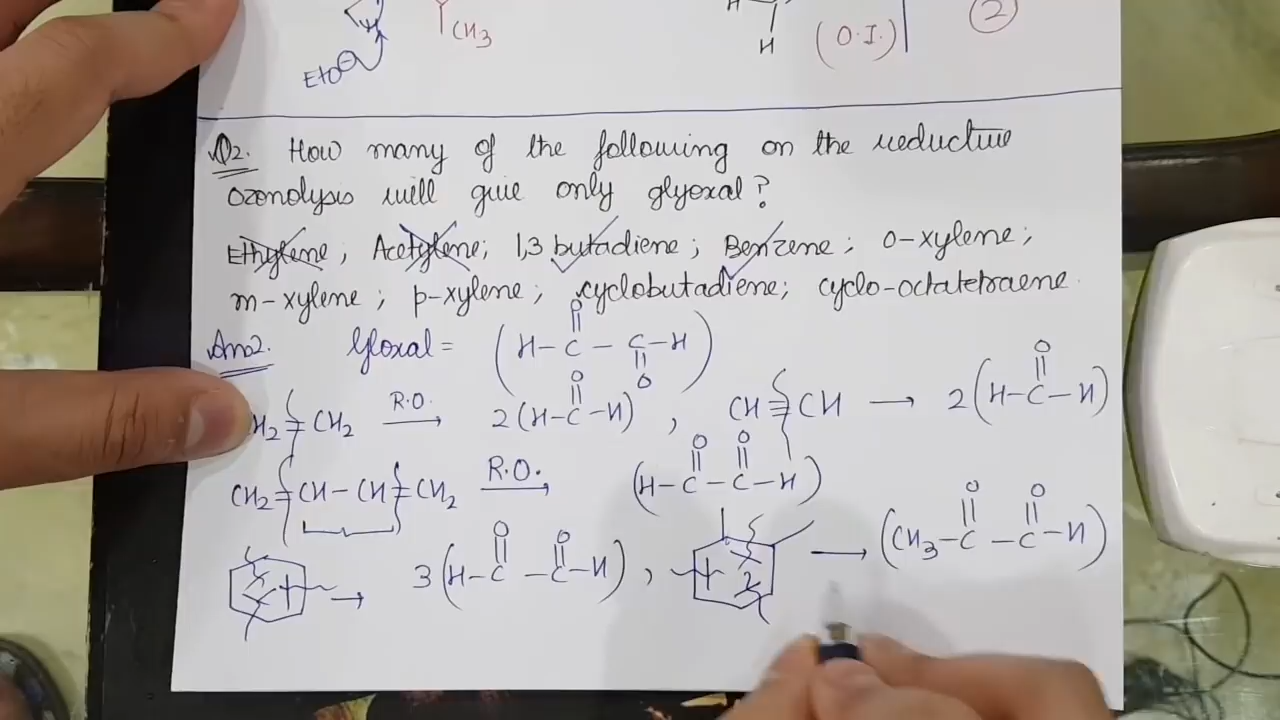 EtO⊖ CH3 H H (O.I.) 2
Q2. How many of the following on the reductive
ozonolysis will give only glyoxal?
Ethylene; Acetylene; 1,3 butadiene; Benzene; o-xylene;
m-xylene; p-xylene; cyclobutadiene; cyclo-octatetraene.
Ans2. Gloxal = (H-C-C-H) O O
H2=CH2 R.O. → 2(H-C-H) O , CH≡CH → 2(H-C-H) O
CH2=CH-CH=CH2 R.O. → (H-C-C-H) O O
→ 3(H-C-C-H) O O , → (CH3-C-C-H) O O